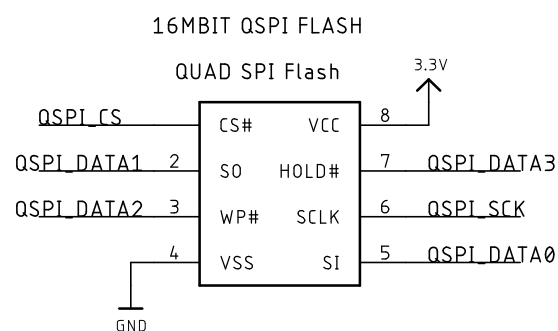 16MBIT QSPI FLASH
QUAD SPI Flash
3.3V
QSPI_CS CS# VCC 8
QSPI_DATA1 2 SO HOLD# 7 QSPI_DATA3
QSPI_DATA2 3 WP# SCLK 6 QSPI_SCK
4 VSS SI 5 QSPI_DATA0
GND